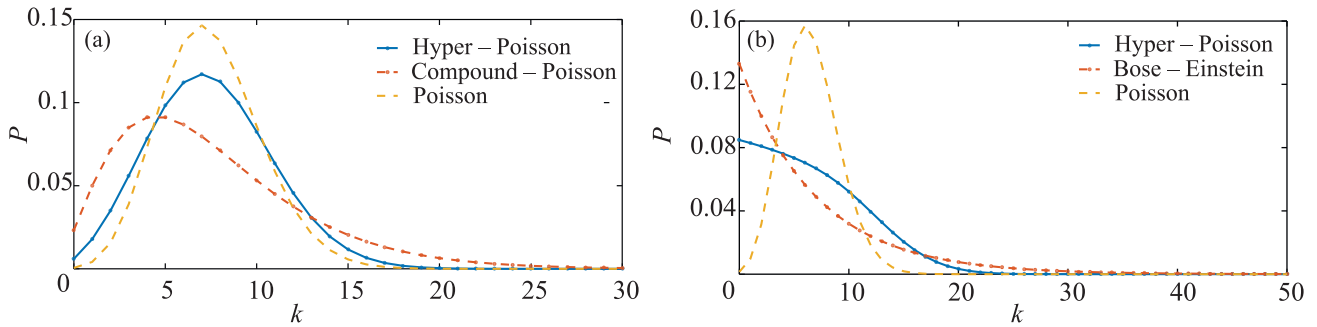 0.15
(a)
Hyper – Poisson
Compound – Poisson
Poisson
0.1
P
0.05
0
5
10
15
20
25
30
k
0.16
(b)
Hyper – Poisson
Bose – Einstein
Poisson
0.12
P
0.08
0.04
0
10
20
30
40
50
k